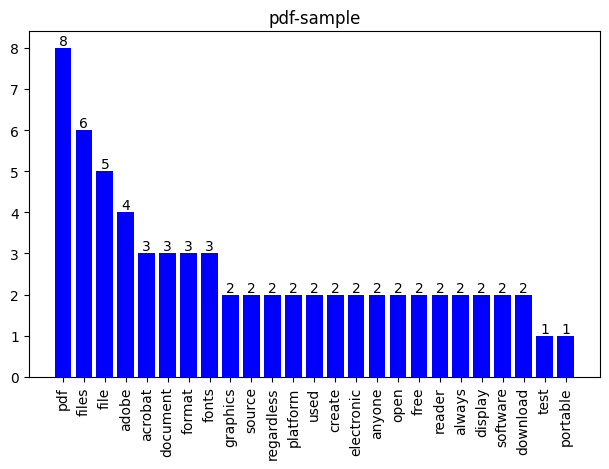 pdf-sample
8
6
5
4
3 3 3 3
2 2 2 2 2 2 2 2 2 2 2 2 2 2 2
1 1
8
7
6
5
4
3
2
1
0
pdf
files
file
adobe
acrobat
document
format
fonts
graphics
source
regardless
platform
used
create
electronic
anyone
open
free
reader
always
display
software
download
test
portable